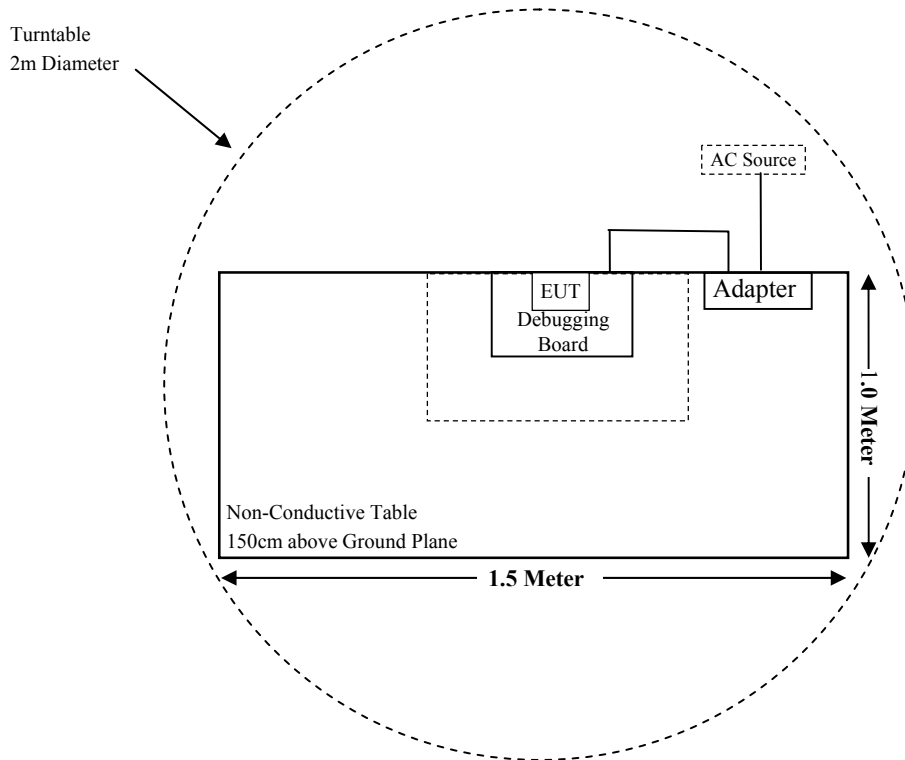 Turntable
2m Diameter
AC Source
EUT
Debugging
Board
Adapter
1.0 Meter
Non-Conductive Table
150cm above Ground Plane
1.5 Meter